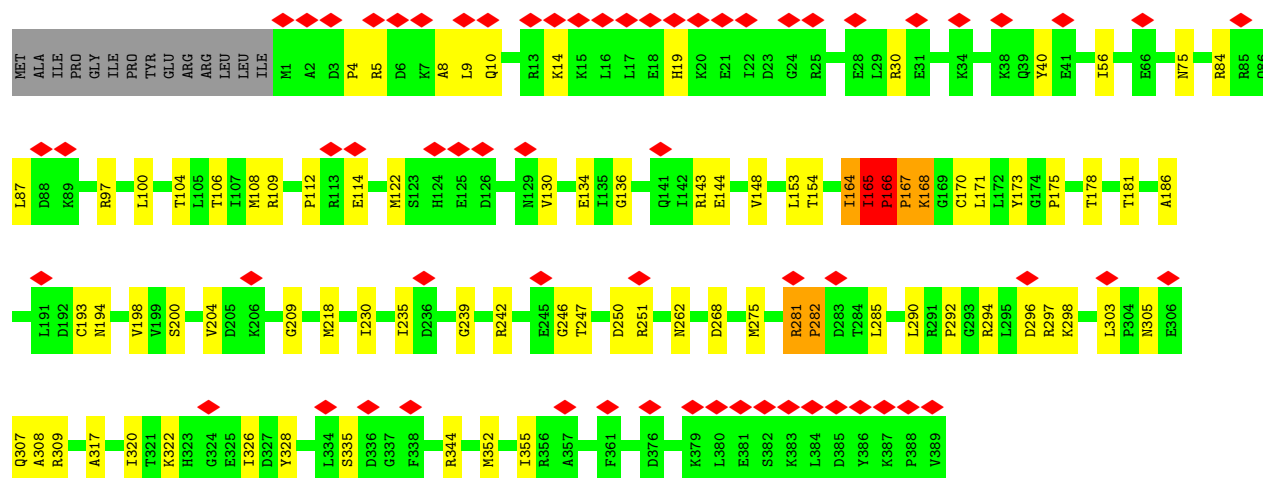 MET ALA ILE PRO GLY ILE PRO TYR GLU ARG ARG LEU LEU ILE M1 A2 D3 P4 R5 D6 K7 A8 L9 Q10 R13 K14 K15 L16 L17 E18 H19 K20 E21 I22 D23 G24 R25 E28 L29 R30 E31 K34 K38 Q39 Y40 E41 I56 E66 N75 R84 R85 Q86
L87 D88 K89 R97 L100 T104 L105 T106 I107 M108 R109 P112 R113 E114 M122 S123 H124 E125 D126 N129 V130 E134 I135 G136 Q141 I142 R143 E144 V148 L153 T154 I164 I165 P166 P167 K168 G169 C170 L171 L172 Y173 G174 P175 T178 T181 A186
L191 D192 C193 N194 V198 V199 S200 V204 D205 K206 G209 M218 I230 I235 D236 G239 R242 E245 G246 T247 D250 R251 N262 D268 M275 R281 P282 D283 T284 L285 L290 R291 P292 G293 R294 L295 D296 R297 K298 L303 P304 N305 E306
Q307 A308 R309 A317 I320 T321 K322 H323 G324 E325 I326 D327 Y328 L334 S335 D336 G337 F338 R344 M352 I355 R356 A357 F361 D376 K379 L380 E381 S382 K383 L384 D385 Y386 K387 P388 V389